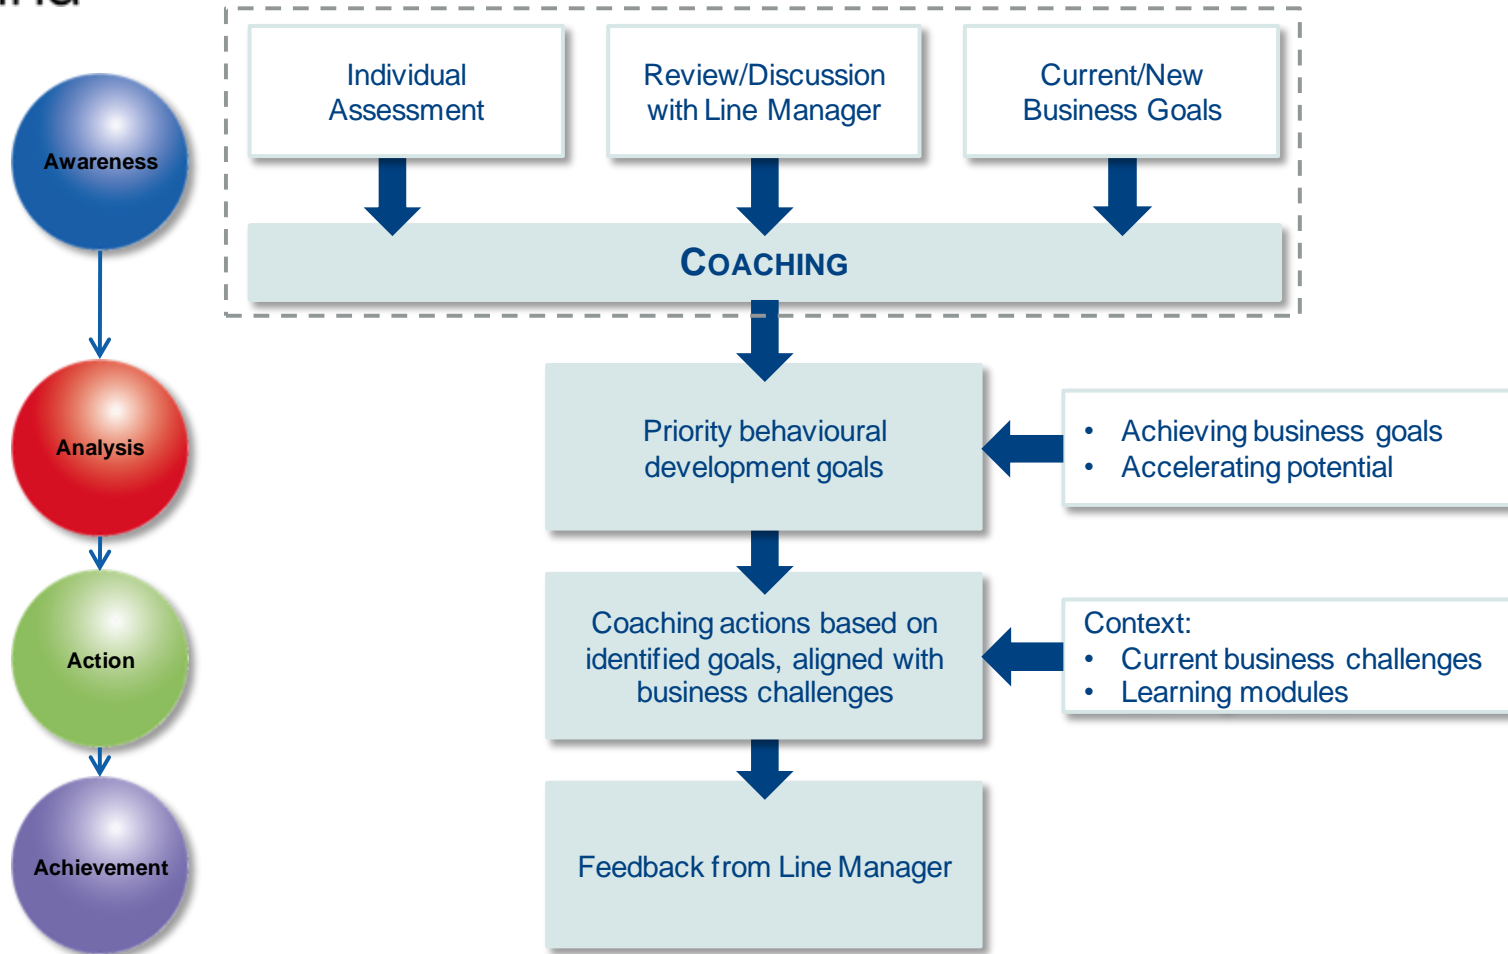 Individual
Assessment
Review/Discussion
with Line Manager
Current/New
Business Goals
Awareness
COACHING
Analysis
Priority behavioural
development goals
• Achieving business goals
• Accelerating potential
Action
Coaching actions based on
identified goals, aligned with
business challenges
Context:
• Current business challenges
• Learning modules
Achievement
Feedback from Line Manager